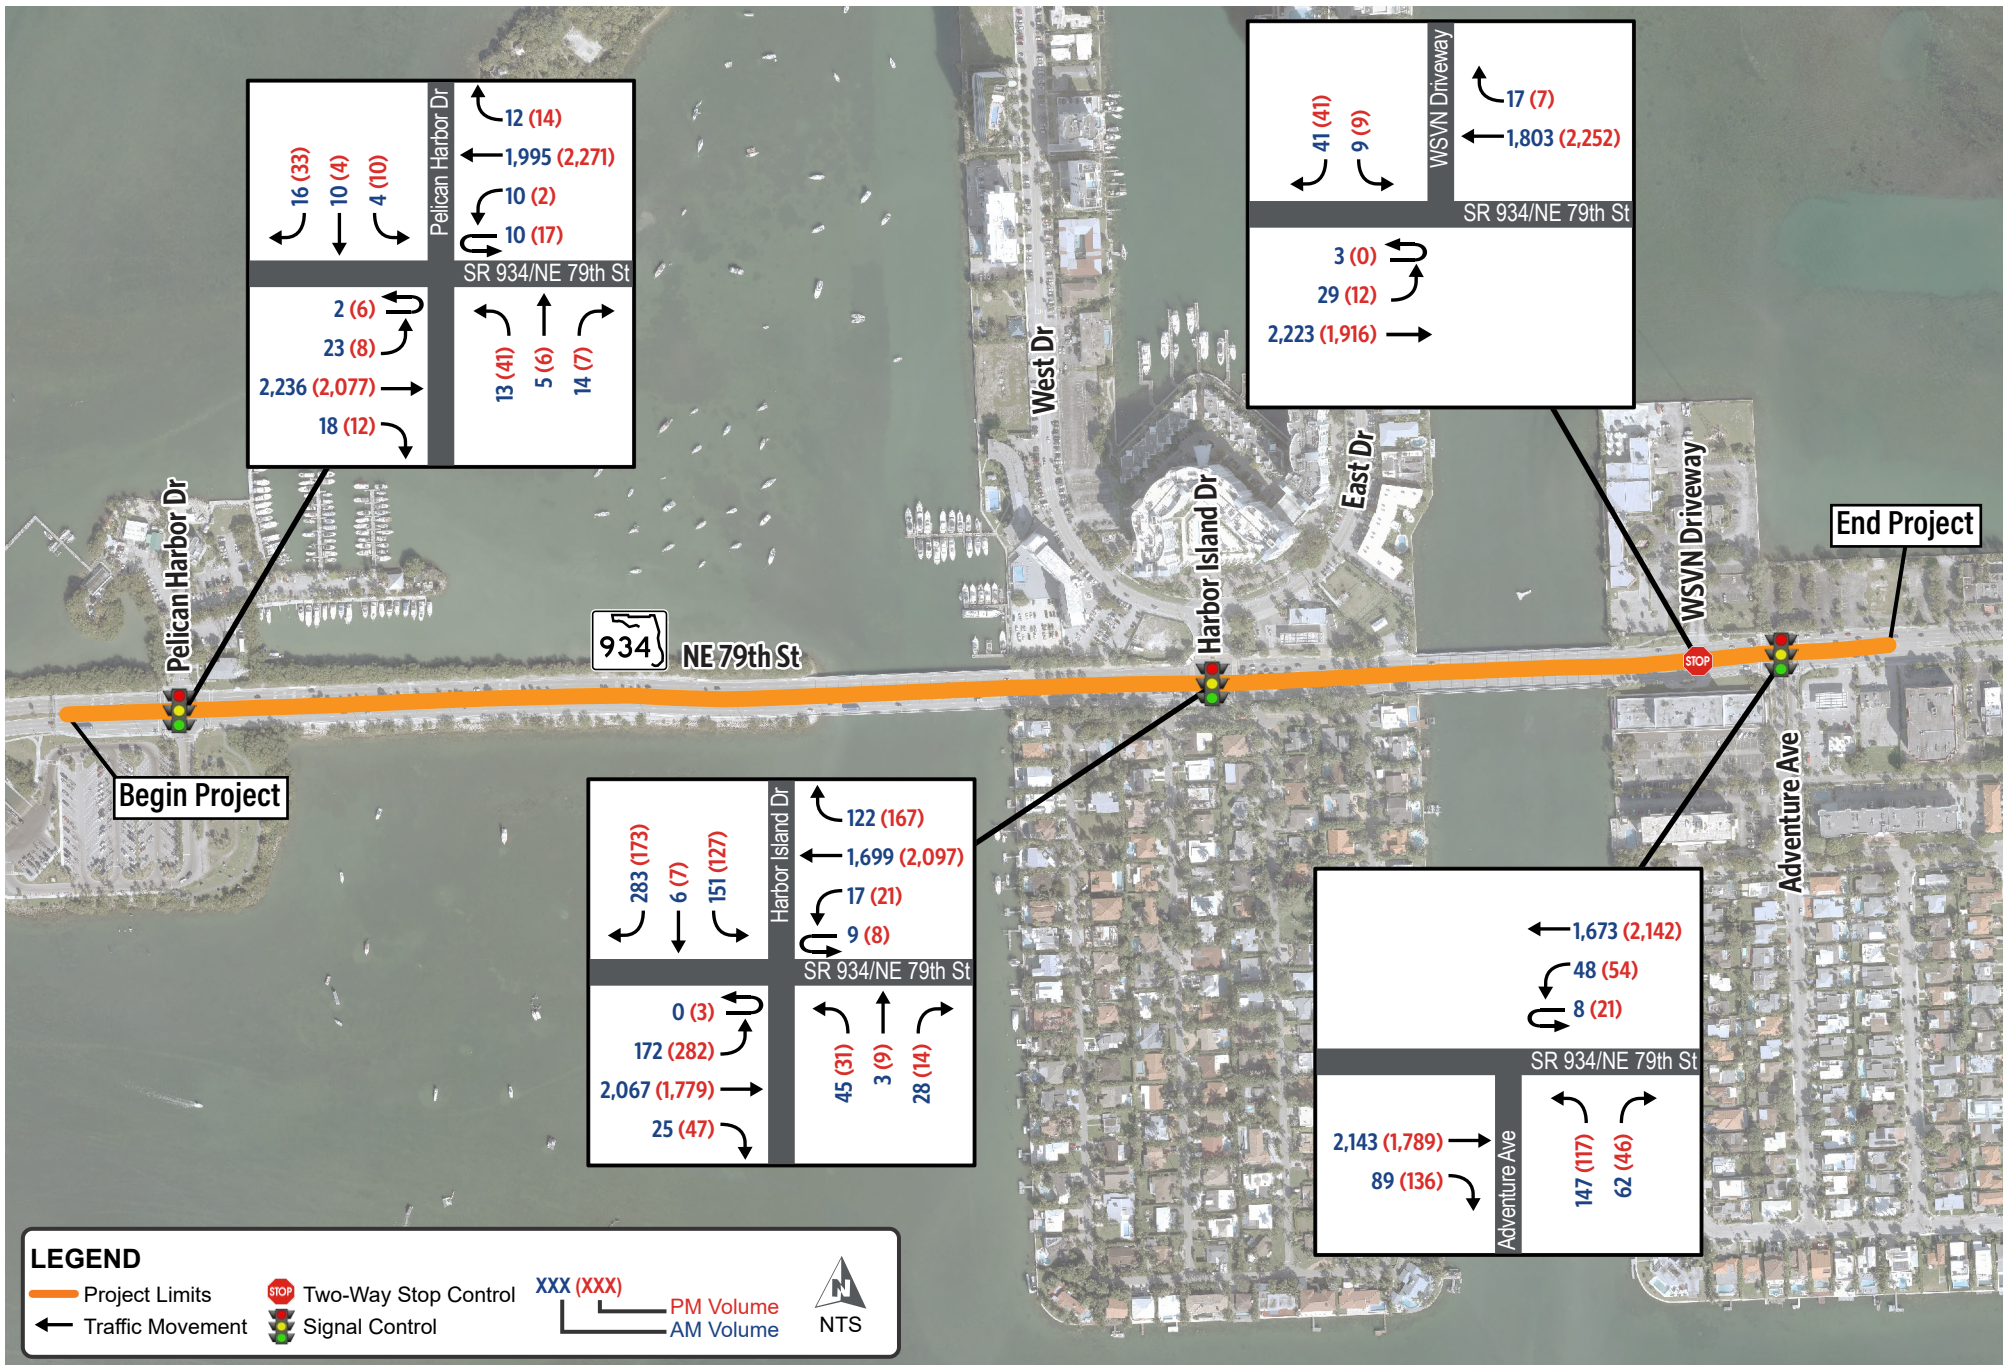 Pelican Harbor Dr
12 (14)
1,995 (2,271)
10 (2)
10 (17)
16 (33)
10 (4)
4 (10)
SR 934/NE 79th St
2 (6)
23 (8)
2,236 (2,077)
18 (12)
13 (41)
5 (6)
14 (7)
WSVN Driveway
17 (7)
1,803 (2,252)
41 (41)
9 (9)
SR 934/NE 79th St
3 (0)
29 (12)
2,223 (1,916)
West Dr
East Dr
Pelican Harbor Dr
Harbor Island Dr
WSVN Driveway
End Project
934
NE 79th St
STOP
Begin Project
Adventure Ave
Harbor Island Dr
122 (167)
1,699 (2,097)
17 (21)
9 (8)
283 (173)
6 (7)
151 (127)
SR 934/NE 79th St
0 (3)
172 (282)
2,067 (1,779)
25 (47)
45 (31)
3 (9)
28 (14)
1,673 (2,142)
48 (54)
8 (21)
SR 934/NE 79th St
2,143 (1,789)
89 (136)
Adventure Ave
147 (117)
62 (46)
LEGEND
Project Limits
Traffic Movement
STOP Two-Way Stop Control
Signal Control
XXX (XXX)
PM Volume
AM Volume
N
NTS